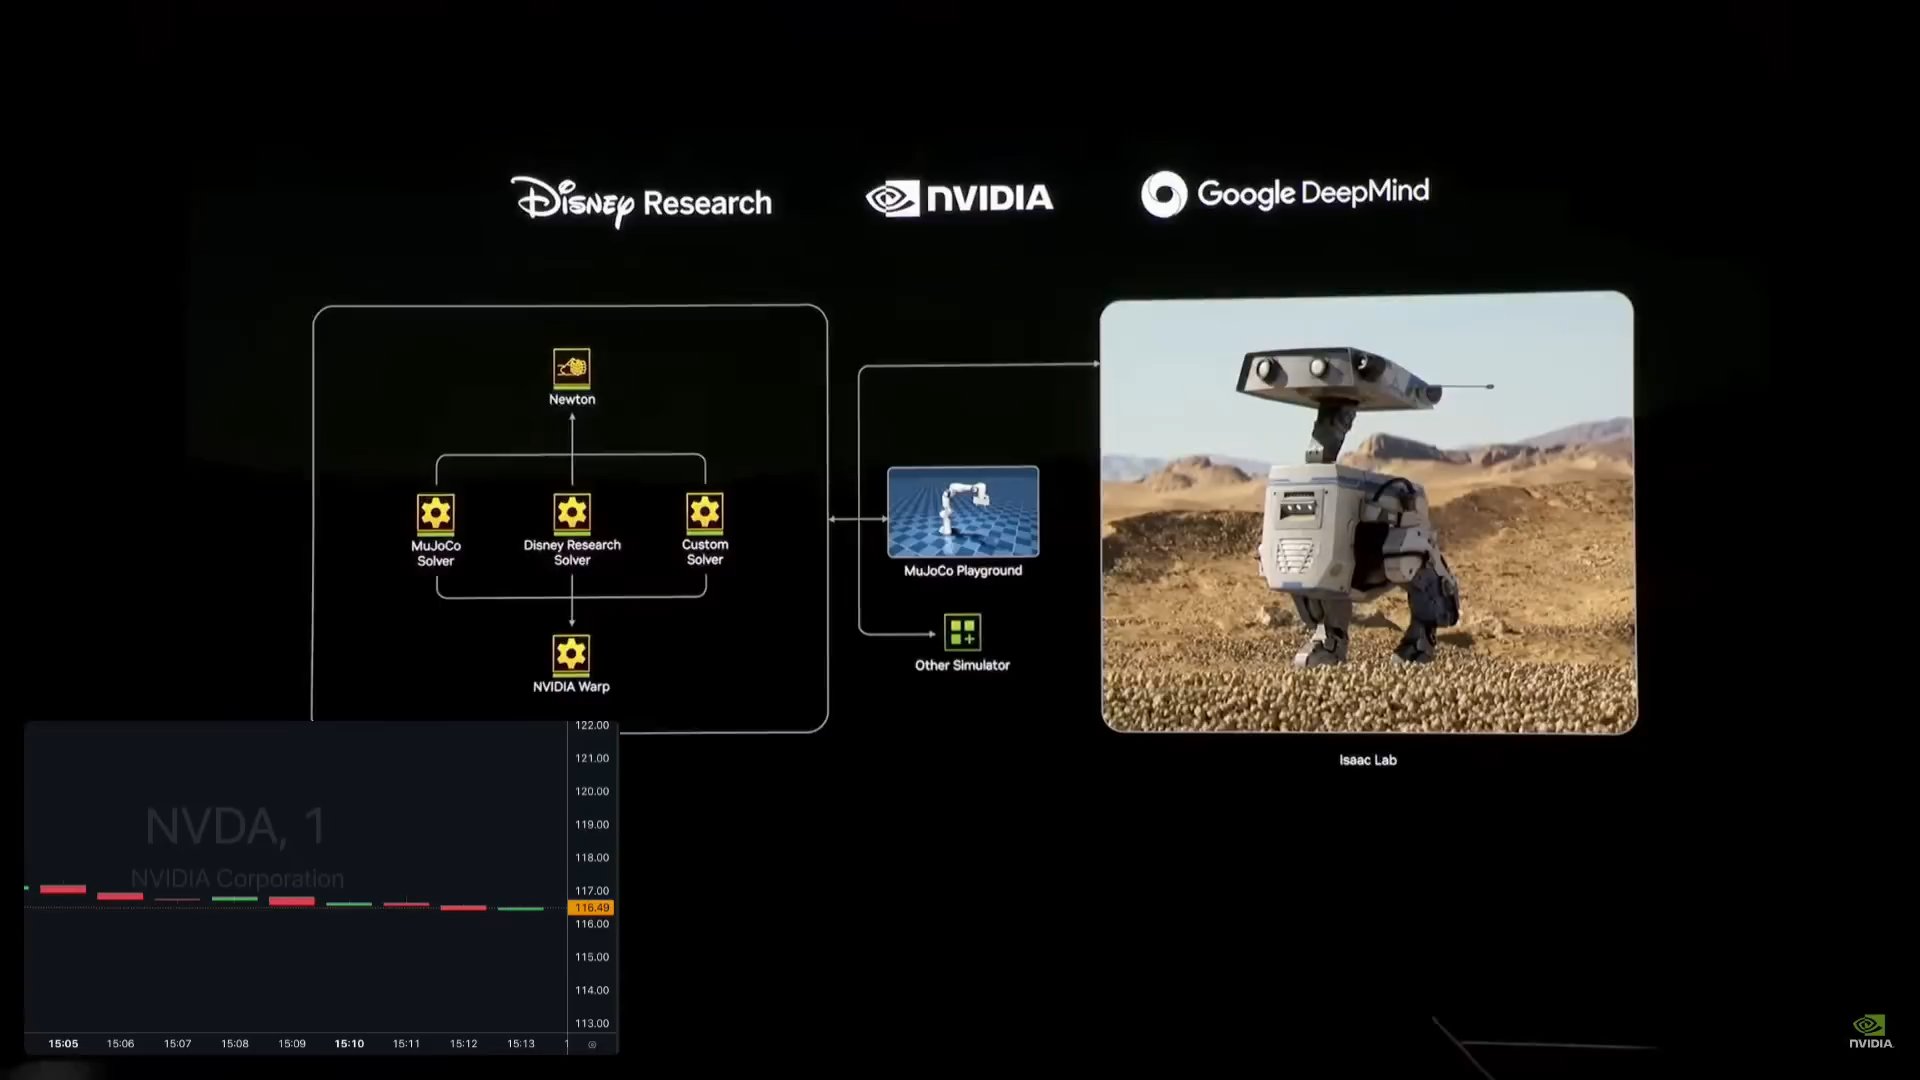 Disney Research
NVIDIA
Google DeepMind
Newton
MuJoCo
Solver
Disney Research
Solver
Custom
Solver
NVIDIA Warp
MuJoCo Playground
Other Simulator
Isaac Lab
NVDA, 1
NVIDIA Corporation
122.00
121.00
120.00
119.00
118.00
117.00
116.49
116.00
115.00
114.00
113.00
15:05 15:06 15:07 15:08 15:09 15:10 15:11 15:12 15:13 1
NVIDIA.